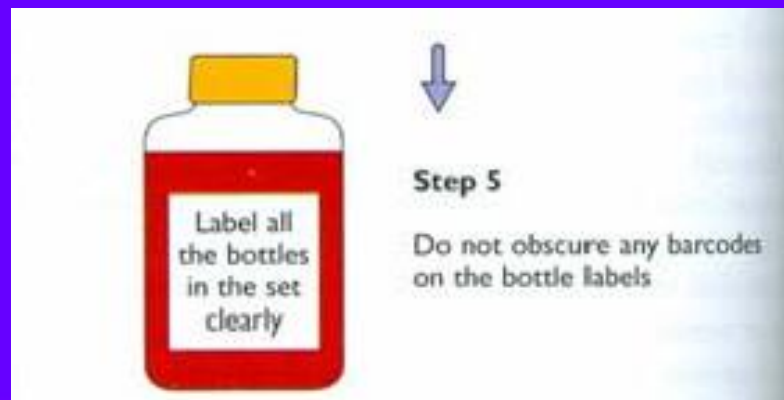 Label all
the bottles
in the set
clearly
Step 5
Do not obscure any barcodes
on the bottle labels